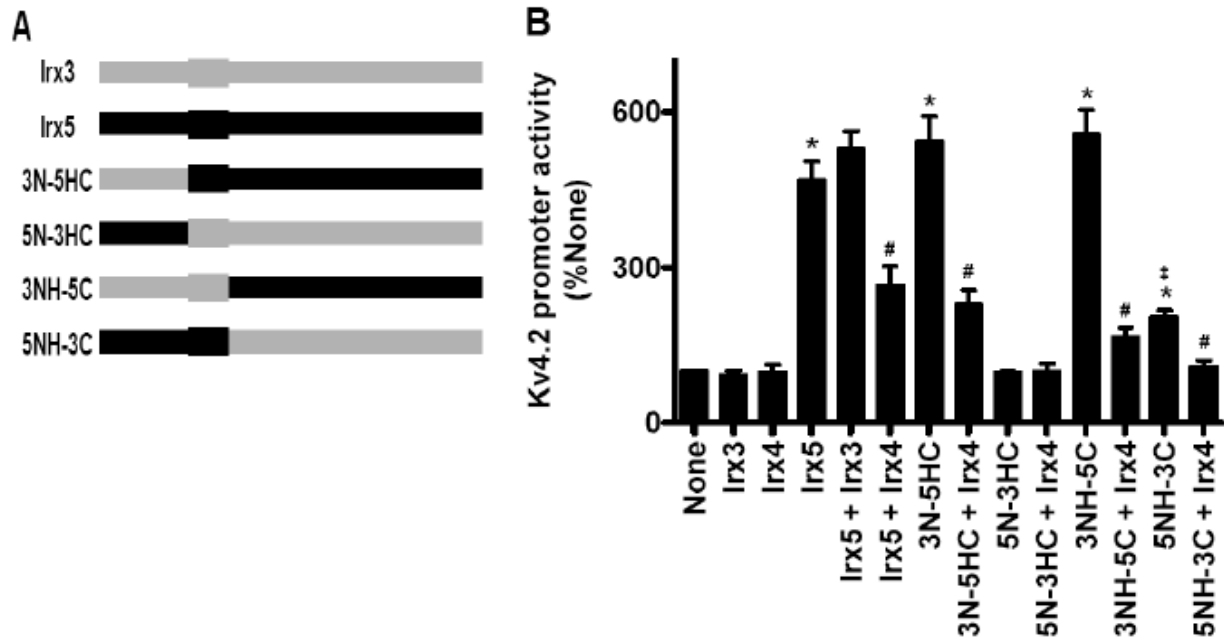 A
Irx3
Irx5
3N-5HC
5N-3HC
3NH-5C
5NH-3C
B
Kv4.2 promoter activity
(%None)
600
300
0
*
#
*
#
*
#
‡
*
#
None
Irx3
Irx4
Irx5
Irx5 + Irx3
Irx5 + Irx4
3N-5HC
3N-5HC + Irx4
5N-3HC
5N-3HC + Irx4
3NH-5C
3NH-5C + Irx4
5NH-3C
5NH-3C + Irx4